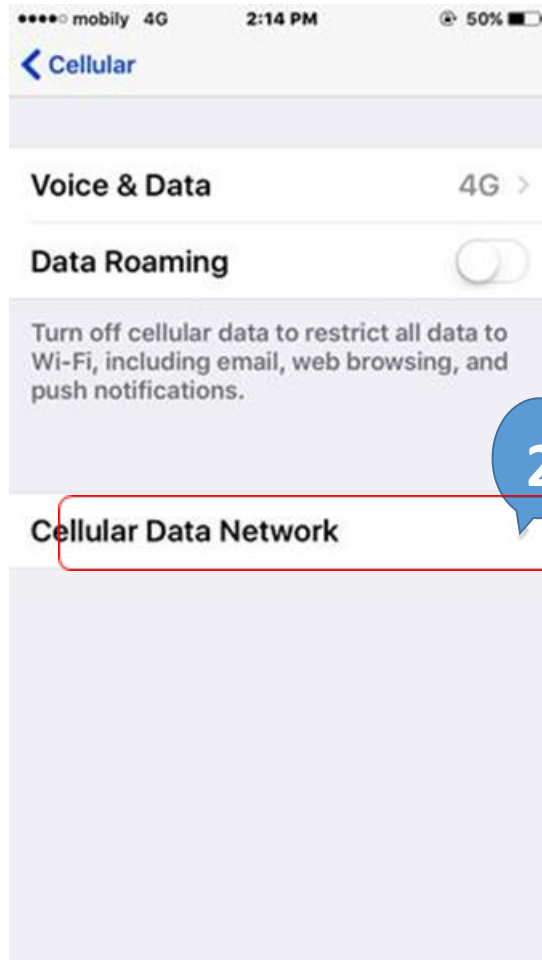 mobily 4G 2:14 PM 50%
Cellular
Voice & Data 4G
Data Roaming
Turn off cellular data to restrict all data to
Wi-Fi, including email, web browsing, and
push notifications.
2
Cellular Data Network